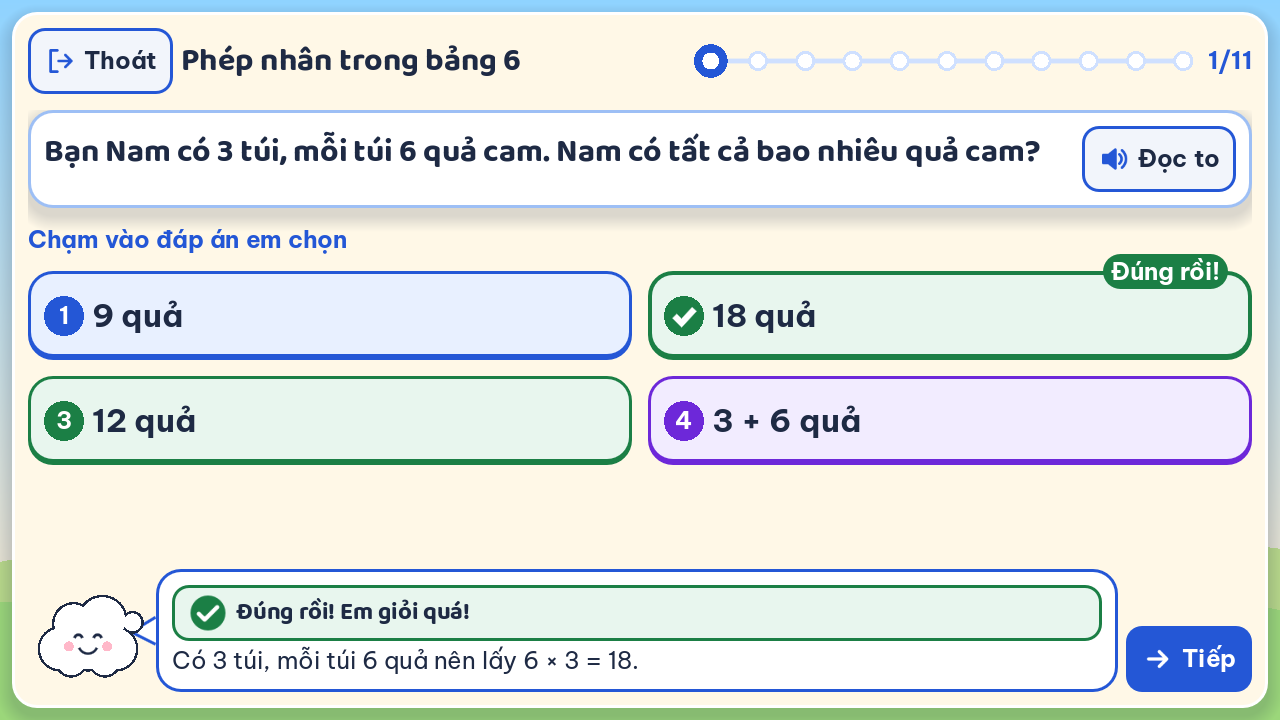 Thoát
Phép nhân trong bảng 6
1/11
Bạn Nam có 3 túi, mỗi túi 6 quả cam. Nam có tất cả bao nhiêu quả cam?
Đọc to
Chạm vào đáp án em chọn
1 9 quả
Đúng rồi!
18 quả
3 12 quả
4 3 + 6 quả
Đúng rồi! Em giỏi quá!
Có 3 túi, mỗi túi 6 quả nên lấy 6 × 3 = 18.
Tiếp